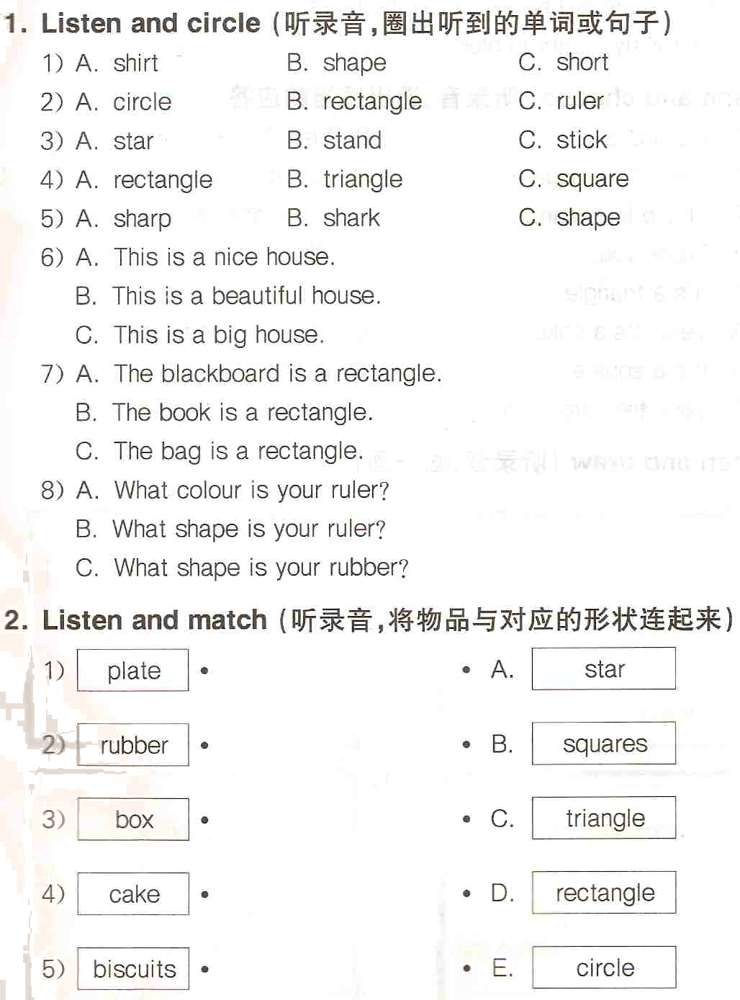 1. Listen and circle (听录音,圈出听到的单词或句子)
1) A. shirt B. shape C. short
2) A. circle B. rectangle C. ruler
3) A. star B. stand C. stick
4) A. rectangle B. triangle C. square
5) A. sharp B. shark C. shape
6) A. This is a nice house.
B. This is a beautiful house.
C. This is a big house.
7) A. The blackboard is a rectangle.
B. The book is a rectangle.
C. The bag is a rectangle.
8) A. What colour is your ruler?
B. What shape is your ruler?
C. What shape is your rubber?
2. Listen and match (听录音,将物品与对应的形状连起来)
1) plate • • A. star
2) rubber • • B. squares
3) box • • C. triangle
4) cake • • D. rectangle
5) biscuits • • E. circle